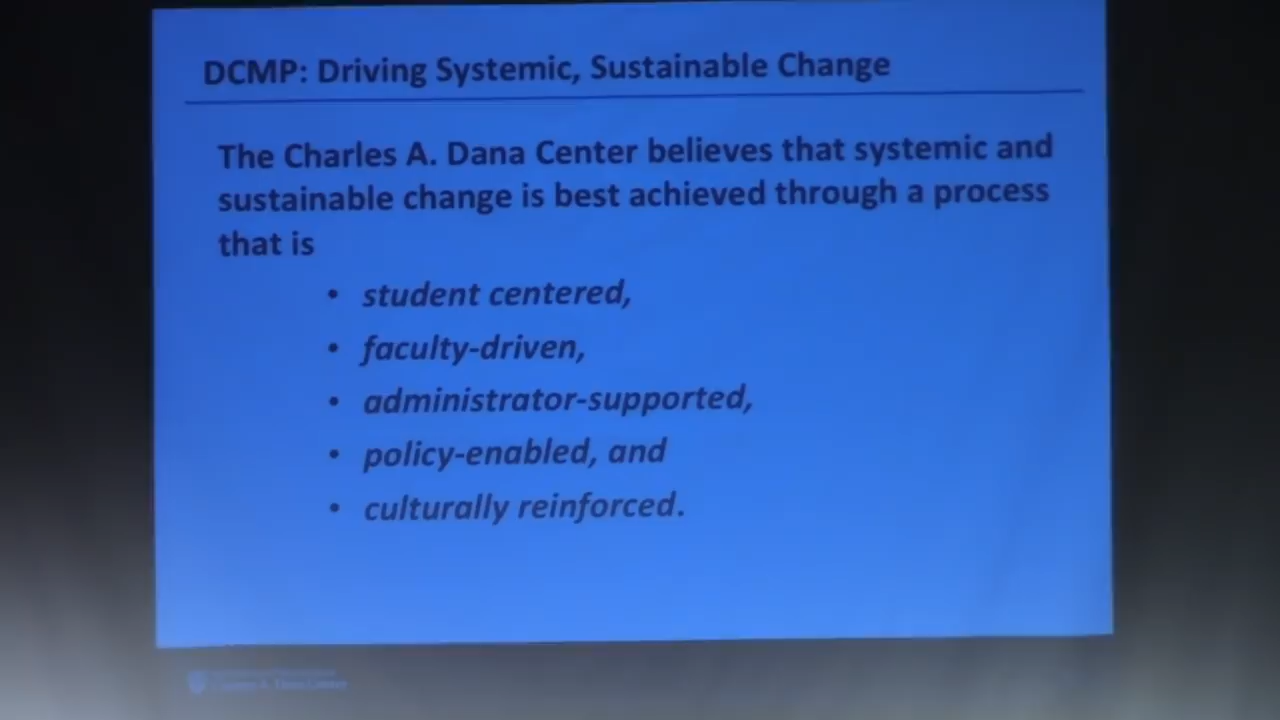 DCMP: Driving Systemic, Sustainable Change
The Charles A. Dana Center believes that systemic and
sustainable change is best achieved through a process
that is
• student centered,
• faculty-driven,
• administrator-supported,
• policy-enabled, and
• culturally reinforced.